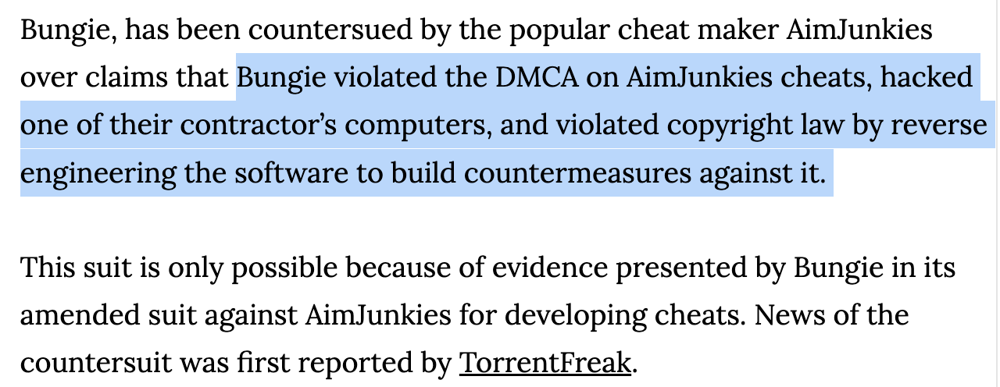 Bungie, has been countersued by the popular cheat maker AimJunkies
over claims that Bungie violated the DMCA on AimJunkies cheats, hacked
one of their contractor’s computers, and violated copyright law by reverse
engineering the software to build countermeasures against it.
This suit is only possible because of evidence presented by Bungie in its
amended suit against AimJunkies for developing cheats. News of the
countersuit was first reported by TorrentFreak.